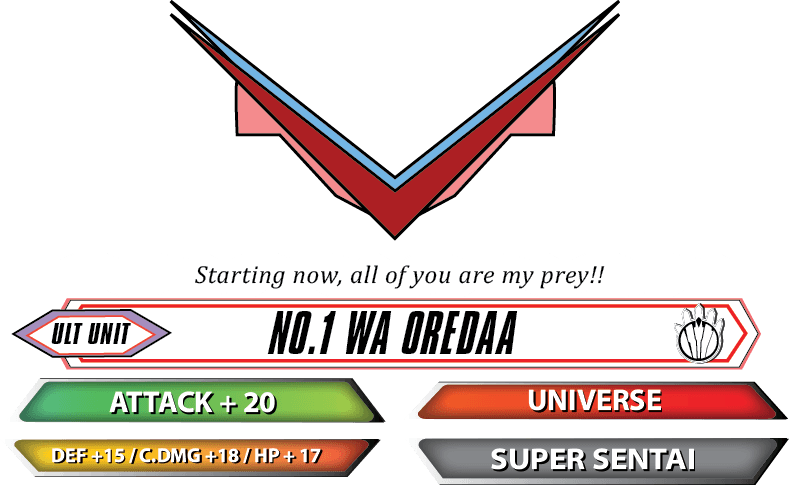 Starting now, all of you are my prey!!
ULT UNIT
NO.1 WA OREDAA
ATTACK + 20
UNIVERSE
DEF +15 / C.DMG +18 / HP + 17
SUPER SENTAI